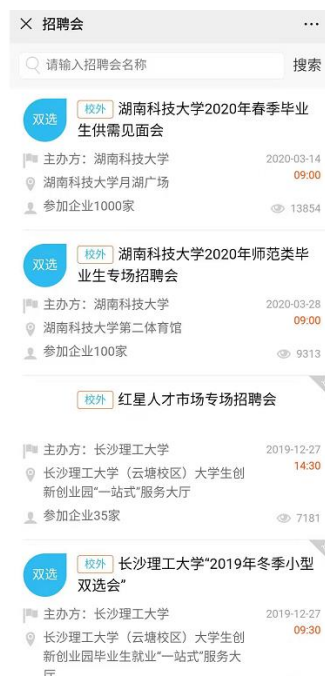 招聘会
请输入招聘会名称
搜索
双选
校外 湖南科技大学2020年春季毕业
生供需见面会
主办方：湖南科技大学 2020-03-14
湖南科技大学月湖广场 09:00
参加企业1000家 13854
双选
校外 湖南科技大学2020年师范类毕
业生专场招聘会
主办方：湖南科技大学 2020-03-28
湖南科技大学第二体育馆 09:00
参加企业100家 9313
校外 红星人才市场专场招聘会
主办方：长沙理工大学 2019-12-27
长沙理工大学（云塘校区）大学生创 14:30
新创业园“一站式”服务大厅
参加企业35家 7181
双选
校外 长沙理工大学“2019年冬季小型
双选会”
主办方：长沙理工大学 2019-12-27
长沙理工大学（云塘校区）大学生创 09:30
新创业园毕业生就业“一站式”服务大